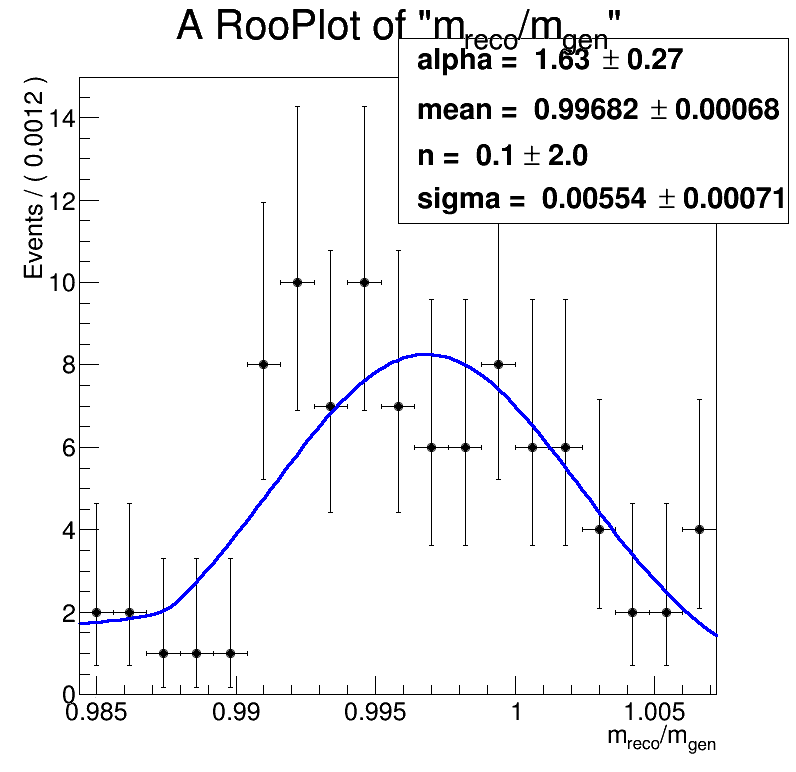 A RooPlot of "m_reco/m_gen"
alpha = 1.63 ± 0.27
mean = 0.99682 ± 0.00068
n = 0.1 ± 2.0
sigma = 0.00554 ± 0.00071
Events / ( 0.0012 )
14
12
10
8
6
4
2
0
0.985 0.99 0.995 1 1.005
m_reco/m_gen